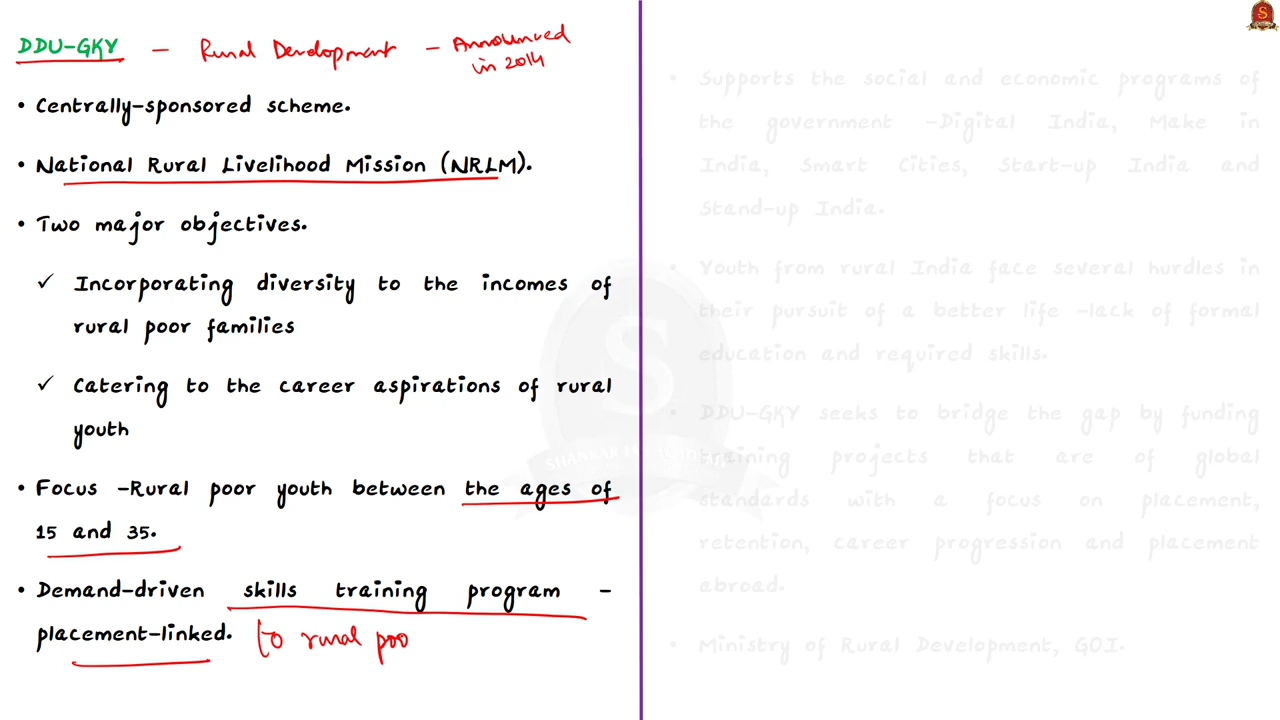 DDU-GKY – Rural Development – Announced
in 2014
• Centrally-sponsored scheme.
• National Rural Livelihood Mission (NRLM).
• Two major objectives.
✓ Incorporating diversity to the incomes of
rural poor families
✓ Catering to the career aspirations of rural
youth
• Focus -Rural poor youth between the ages of
15 and 35.
• Demand-driven skills training program -
placement-linked. to rural poo
• Supports the social and economic programs of
the government -Digital India, Make in
India, Smart Cities, Start-up India and
Stand-up India.
• Youth from rural India face several hurdles in
their pursuit of a better life -lack of formal
education and required skills.
• DDU-GKY seeks to bridge the gap by funding
training projects that are of global
standards with a focus on placement,
retention, career progression and placement
abroad.
• Ministry of Rural Development, GOI.
S
SHANKAR IAS